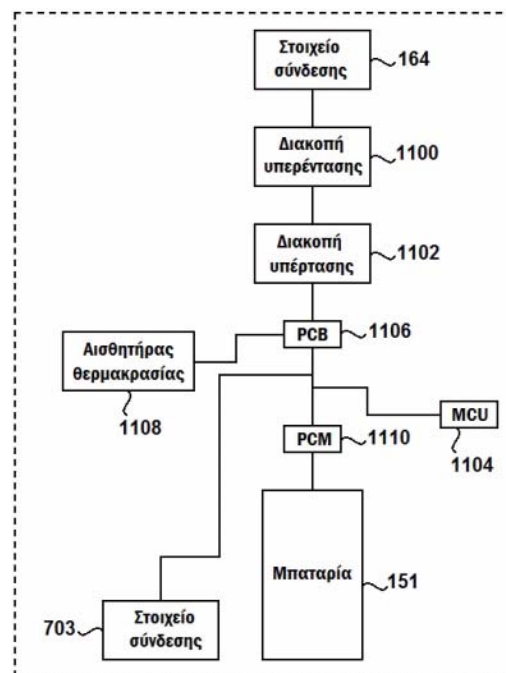 Στοιχείο
σύνδεσης
164
Διακοπή
υπερέντασης
1100
Διακοπή
υπέρτασης
1102
PCB
1106
Αισθητήρας
θερμακρασίας
1108
MCU
1104
PCM
1110
Μπαταρία
151
703
Στοιχείο
σύνδεσης